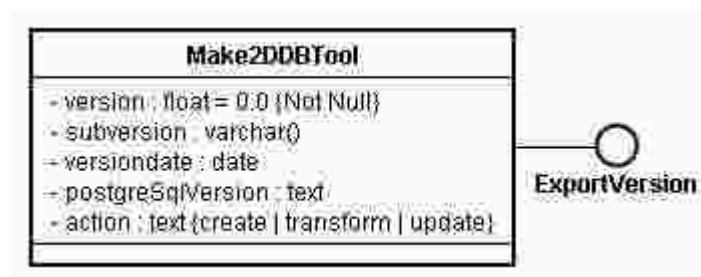 Make2DDBTool
- version : float = 0.0 {Not Null}
- subversion : varchar()
- versiondate : date
- postgreSqlVersion : text
- action : text {create | transform | update}
ExportVersion